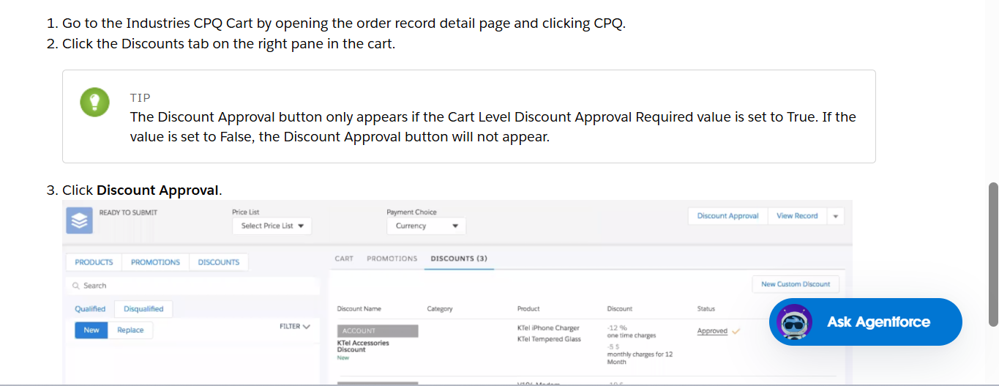 1. Go to the Industries CPQ Cart by opening the order record detail page and clicking CPQ.
2. Click the Discounts tab on the right pane in the cart.
TIP
The Discount Approval button only appears if the Cart Level Discount Approval Required value is set to True. If the
value is set to False, the Discount Approval button will not appear.
3. Click Discount Approval.
READY TO SUBMIT
Price List
Select Price List
Payment Choice
Currency
Discount Approval
View Record
PRODUCTS
PROMOTIONS
DISCOUNTS
CART
PROMOTIONS
DISCOUNTS (3)
Search
New Custom Discount
Qualified
Disqualified
Discount Name
Category
Product
Discount
Status
New
Replace
FILTER
ACCOUNT
KTel Accessories
Discount
New
KTel iPhone Charger
KTel Tempered Glass
-12 %
one time charges
-5 $
monthly charges for 12
Month
Approved
Ask Agentforce